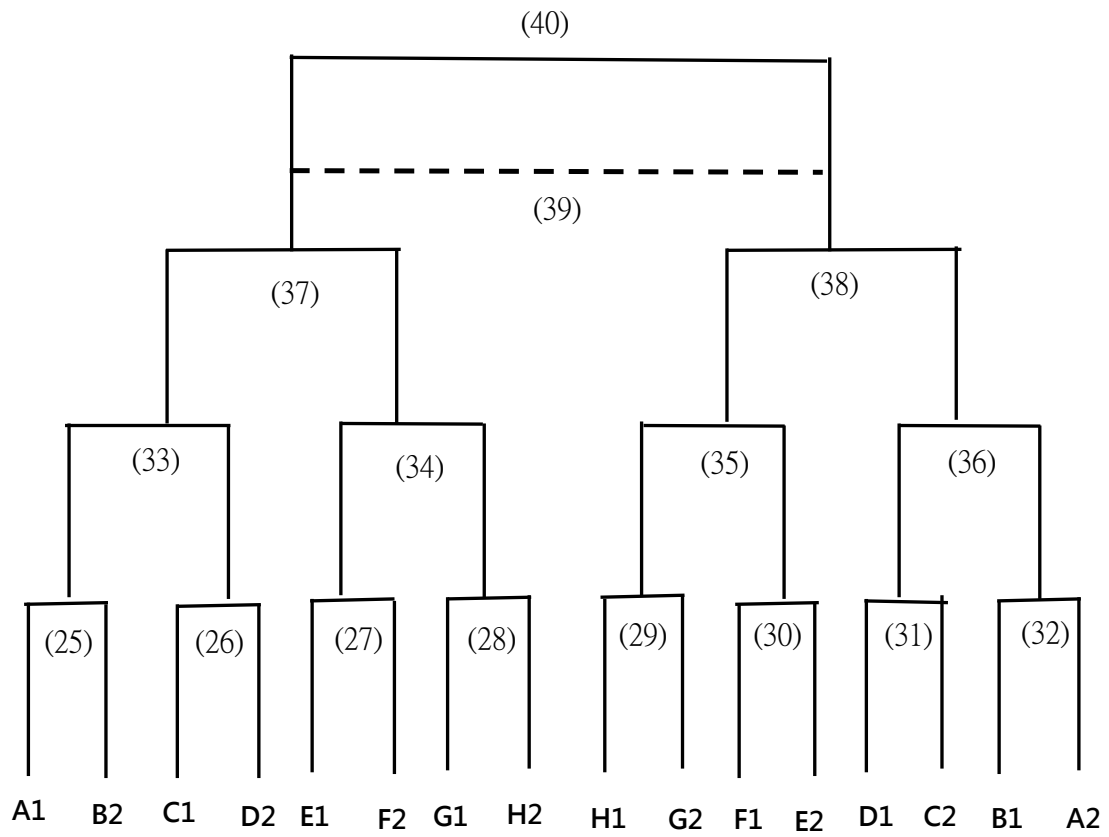 (40)
(39)
(37) (38)
(33) (34) (35) (36)
(25) (26) (27) (28) (29) (30) (31) (32)
A1 B2 C1 D2 E1 F2 G1 H2 H1 G2 F1 E2 D1 C2 B1 A2